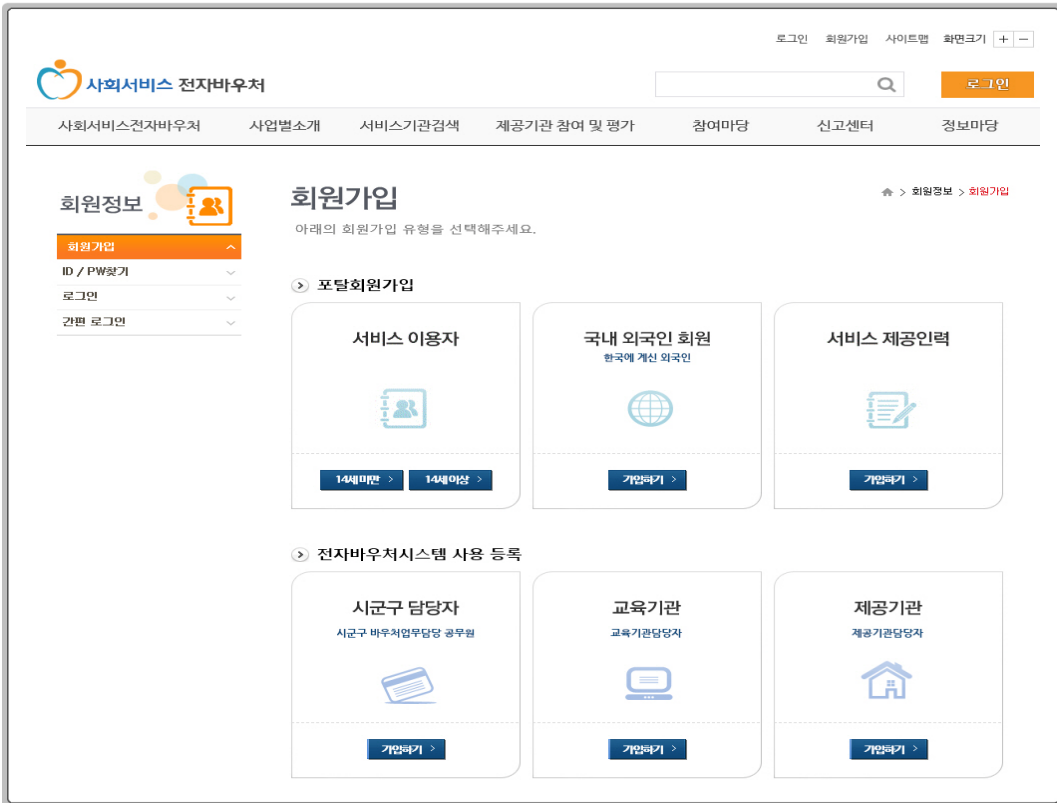 로그인 회원가입 사이트맵 화면크기 + -
사회서비스 전자바우처
로그인
사회서비스전자바우처 사업별소개 서비스기관검색 제공기관 참여 및 평가 참여마당 신고센터 정보마당
회원정보
회원가입
ID / PW찾기
로그인
간편 로그인
회원가입
> 회원정보 > 회원가입
아래의 회원가입 유형을 선택해주세요.
포탈회원가입
서비스 이용자
14세미만 >
14세이상 >
국내 외국인 회원
한국에 계신 외국인
가입하기 >
서비스 제공인력
가입하기 >
전자바우처시스템 사용 등록
시군구 담당자
시군구 바우처업무담당 공무원
가입하기 >
교육기관
교육기관담당자
가입하기 >
제공기관
제공기관담당자
가입하기 >